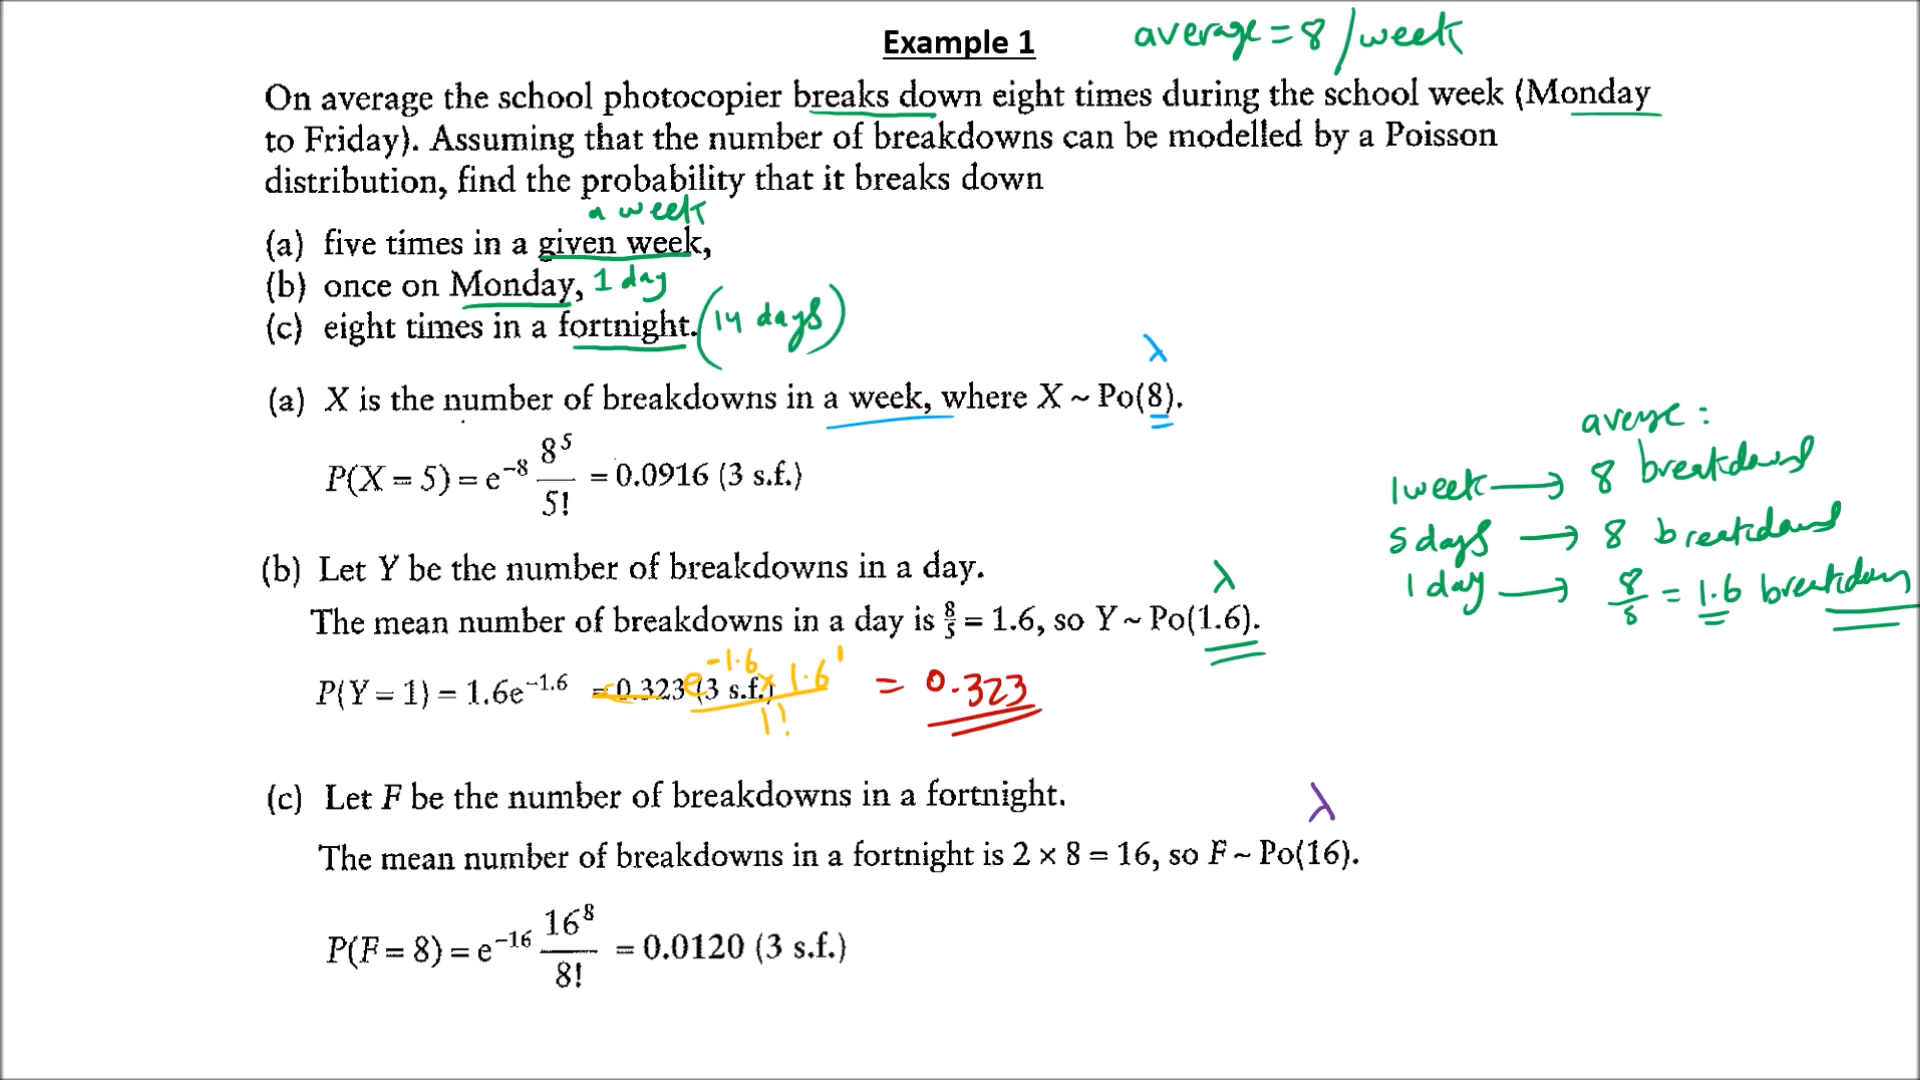 Example 1
average = 8 / week
On average the school photocopier breaks down eight times during the school week (Monday
to Friday). Assuming that the number of breakdowns can be modelled by a Poisson
distribution, find the probability that it breaks down
a week
(a) five times in a given week,
(b) once on Monday, 1 day
(c) eight times in a fortnight. (14 days)
λ
(a) X is the number of breakdowns in a week, where X ~ Po(8).
P(X = 5) = e⁻⁸ 8⁵/5! = 0.0916 (3 s.f.)
average :
1 week → 8 breakdowns
5 days → 8 breakdowns
1 day → 8/5 = 1.6 breakdowns
(b) Let Y be the number of breakdowns in a day.
λ
The mean number of breakdowns in a day is 8/5 = 1.6, so Y ~ Po(1.6).
P(Y = 1) = 1.6e⁻¹·⁶ = 0.323 (3 s.f.) e⁻¹·⁶ × 1.6¹ / 1! = 0.323
(c) Let F be the number of breakdowns in a fortnight.
λ
The mean number of breakdowns in a fortnight is 2 × 8 = 16, so F ~ Po(16).
P(F = 8) = e⁻¹⁶ 16⁸/8! = 0.0120 (3 s.f.)